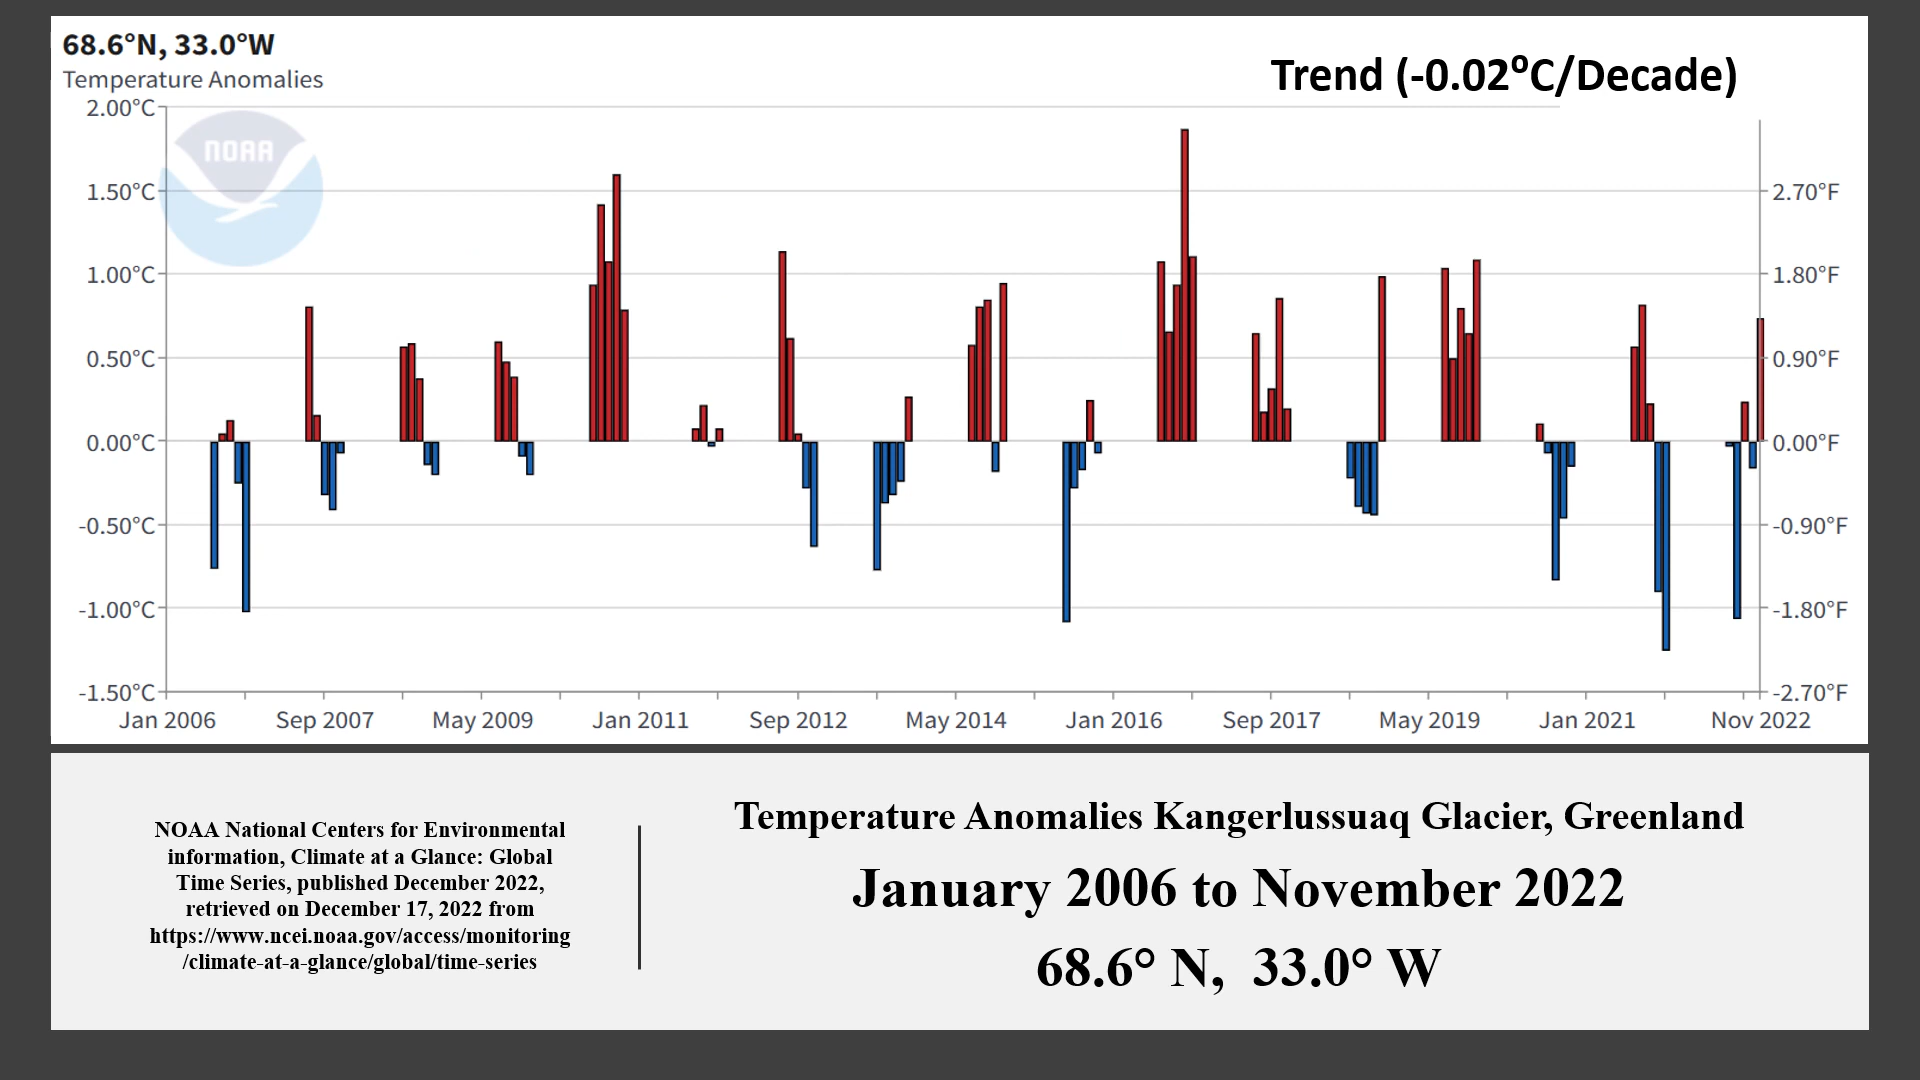 68.6°N, 33.0°W
Temperature Anomalies
Trend (-0.02⁰C/Decade)
NOAA
2.00°C
1.50°C
1.00°C
0.50°C
0.00°C
-0.50°C
-1.00°C
-1.50°C
2.70°F
1.80°F
0.90°F
0.00°F
-0.90°F
-1.80°F
-2.70°F
Jan 2006 Sep 2007 May 2009 Jan 2011 Sep 2012 May 2014 Jan 2016 Sep 2017 May 2019 Jan 2021 Nov 2022
NOAA National Centers for Environmental
information, Climate at a Glance: Global
Time Series, published December 2022,
retrieved on December 17, 2022 from
https://www.ncei.noaa.gov/access/monitoring
/climate-at-a-glance/global/time-series
Temperature Anomalies Kangerlussuaq Glacier, Greenland
January 2006 to November 2022
68.6° N, 33.0° W